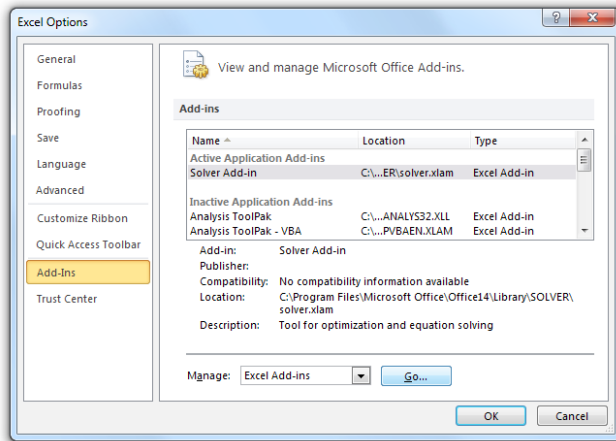 Excel Options
General
Formulas
Proofing
Save
Language
Advanced
Customize Ribbon
Quick Access Toolbar
Add-Ins
Trust Center
View and manage Microsoft Office Add-ins.
Add-ins
Name Location Type
Active Application Add-ins
Solver Add-in C:\...ER\solver.xlam Excel Add-in
Inactive Application Add-ins
Analysis ToolPak C:\...ANALYS32.XLL Excel Add-in
Analysis ToolPak - VBA C:\...PVBAEN.XLAM Excel Add-in
Add-in: Solver Add-in
Publisher:
Compatibility: No compatibility information available
Location: C:\Program Files\Microsoft Office\Office14\Library\SOLVER\
solver.xlam
Description: Tool for optimization and equation solving
Manage: Excel Add-ins Go...
OK Cancel